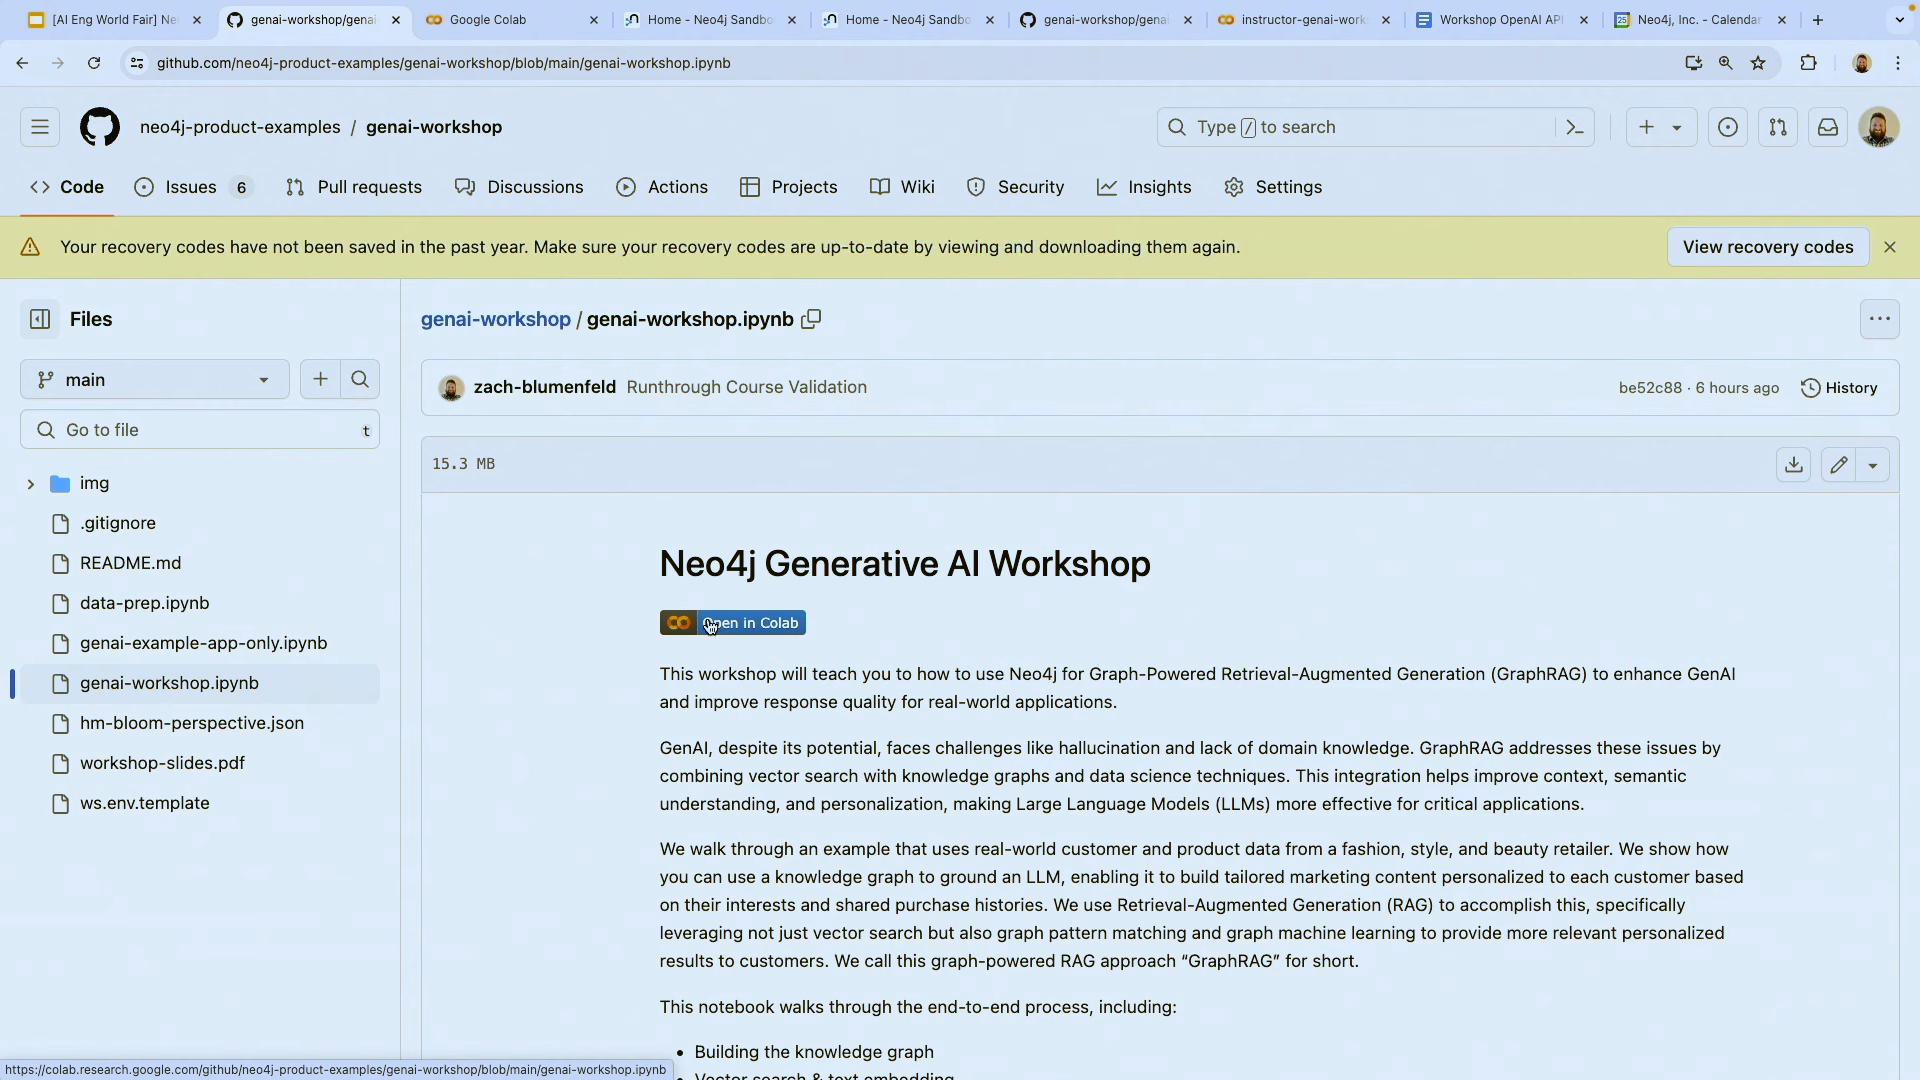 [AI Eng World Fair] Ne
genai-workshop/genai
Google Colab
Home - Neo4j Sandbo
Home - Neo4j Sandbo
genai-workshop/genai
instructor-genai-work
Workshop OpenAI API
Neo4j, Inc. - Calendar
github.com/neo4j-product-examples/genai-workshop/blob/main/genai-workshop.ipynb
neo4j-product-examples / genai-workshop
Type / to search
Code
Issues 6
Pull requests
Discussions
Actions
Projects
Wiki
Security
Insights
Settings
Your recovery codes have not been saved in the past year. Make sure your recovery codes are up-to-date by viewing and downloading them again.
View recovery codes
Files
main
Go to file
t
img
.gitignore
README.md
data-prep.ipynb
genai-example-app-only.ipynb
genai-workshop.ipynb
hm-bloom-perspective.json
workshop-slides.pdf
ws.env.template
genai-workshop / genai-workshop.ipynb
zach-blumenfeld Runthrough Course Validation
be52c88 · 6 hours ago
History
15.3 MB
Neo4j Generative AI Workshop
Open in Colab
This workshop will teach you to how to use Neo4j for Graph-Powered Retrieval-Augmented Generation (GraphRAG) to enhance GenAI
and improve response quality for real-world applications.
GenAI, despite its potential, faces challenges like hallucination and lack of domain knowledge. GraphRAG addresses these issues by
combining vector search with knowledge graphs and data science techniques. This integration helps improve context, semantic
understanding, and personalization, making Large Language Models (LLMs) more effective for critical applications.
We walk through an example that uses real-world customer and product data from a fashion, style, and beauty retailer. We show how
you can use a knowledge graph to ground an LLM, enabling it to build tailored marketing content personalized to each customer based
on their interests and shared purchase histories. We use Retrieval-Augmented Generation (RAG) to accomplish this, specifically
leveraging not just vector search but also graph pattern matching and graph machine learning to provide more relevant personalized
results to customers. We call this graph-powered RAG approach “GraphRAG” for short.
This notebook walks through the end-to-end process, including:
• Building the knowledge graph
• Vector search & text embedding
https://colab.research.google.com/github/neo4j-product-examples/genai-workshop/blob/main/genai-workshop.ipynb